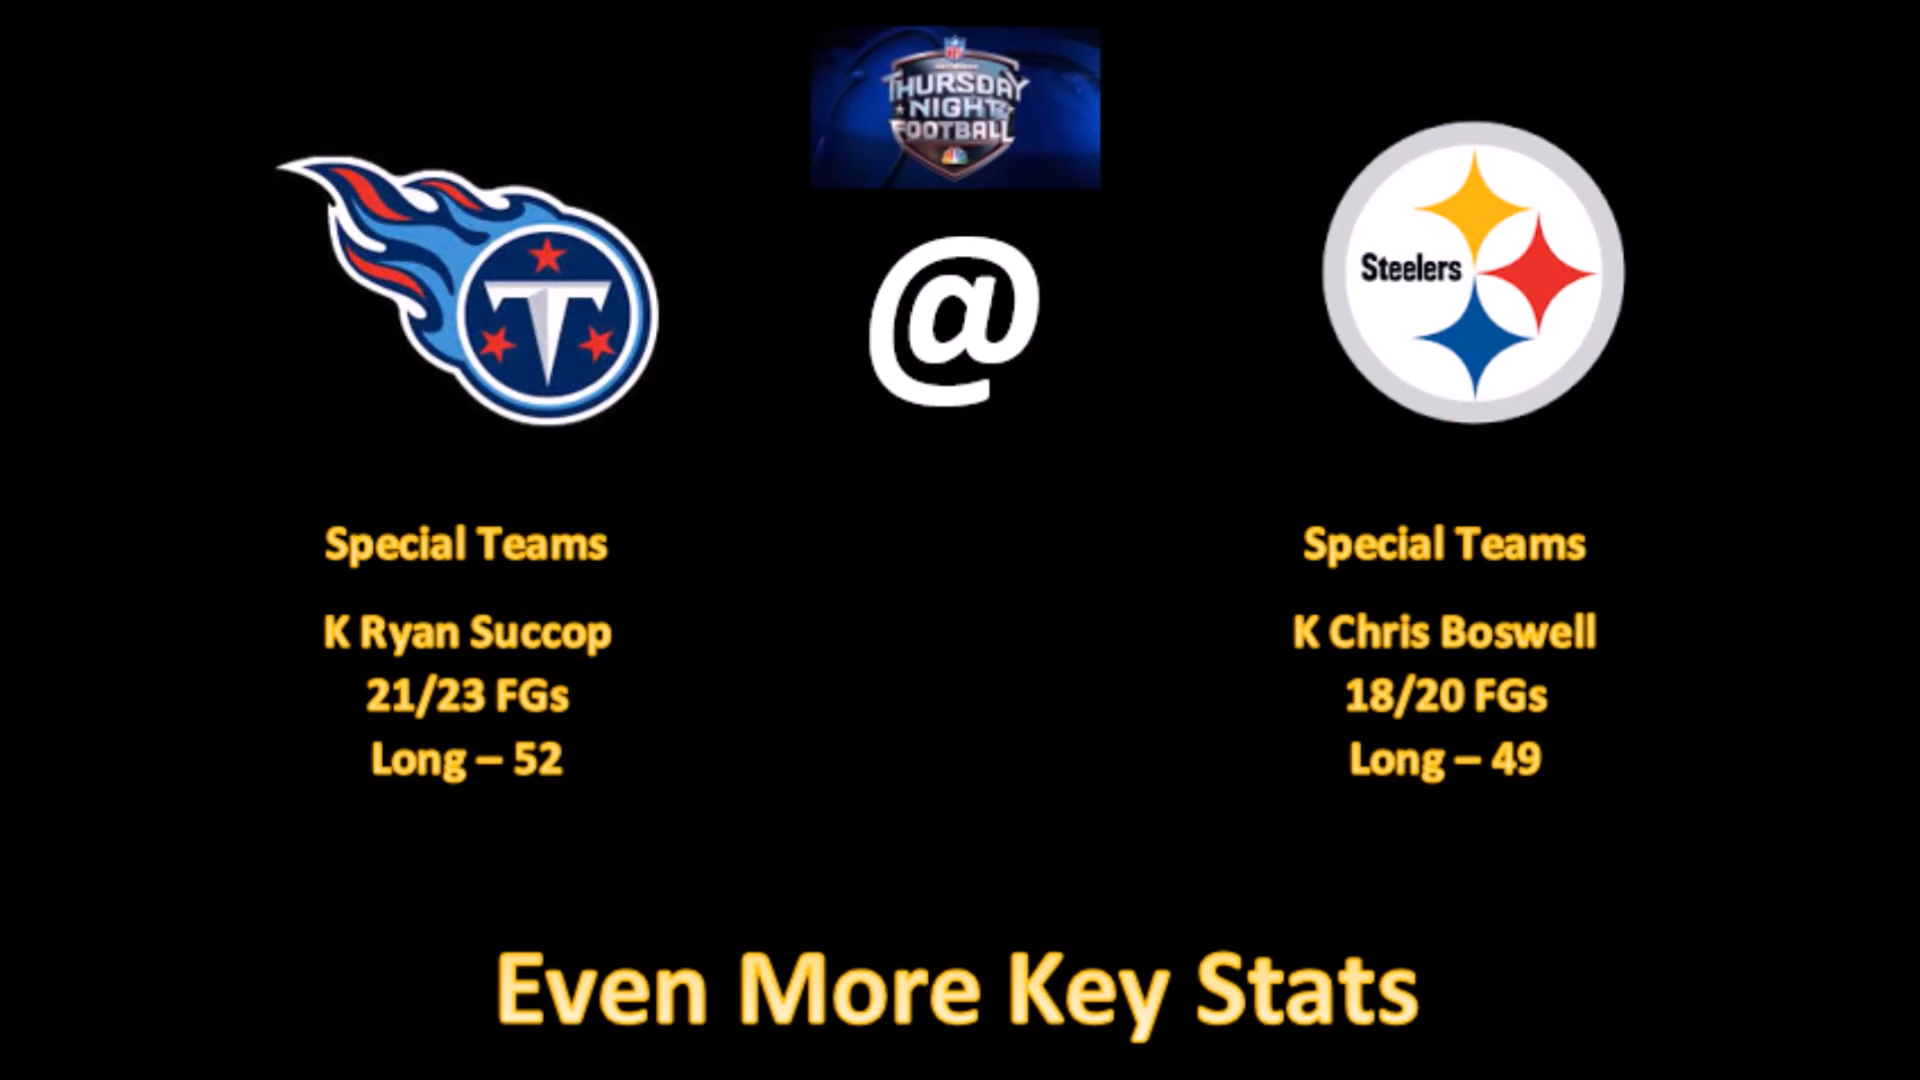 THURSDAY
NIGHT
FOOTBALL
@
Steelers
T
Special Teams
K Ryan Succop
21/23 FGs
Long – 52
Special Teams
K Chris Boswell
18/20 FGs
Long – 49
Even More Key Stats